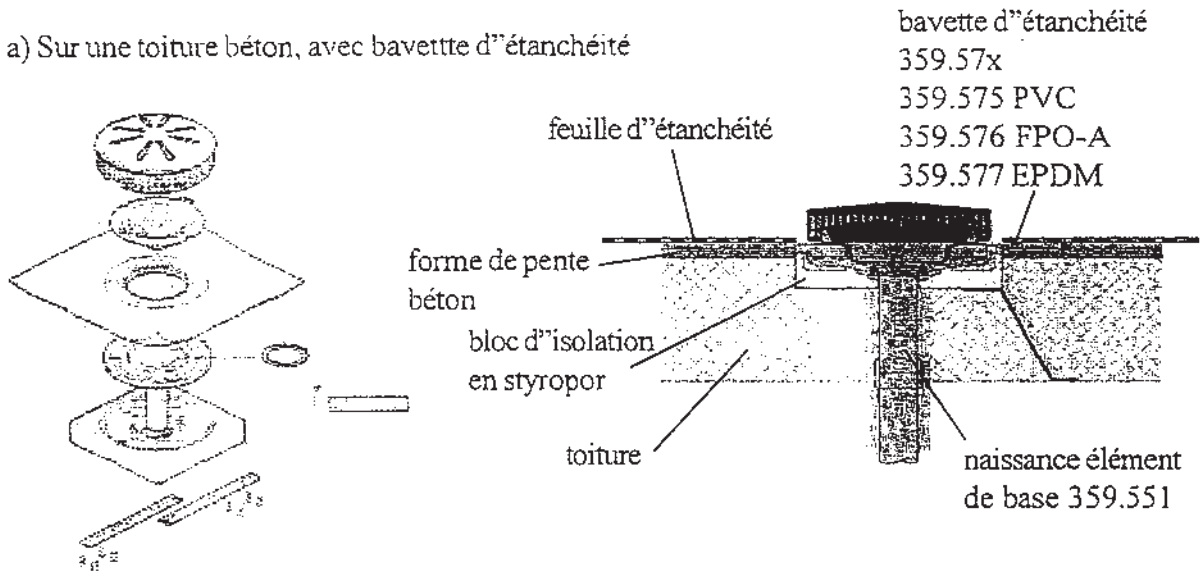 a) Sur une toiture béton, avec bavettte d''étanchéité
bavette d''étanchéité
359.57x
359.575 PVC
359.576 FPO-A
359.577 EPDM
feuille d''étanchéité
forme de pente
béton
bloc d''isolation
en styropor
toiture
naissance élément
de base 359.551